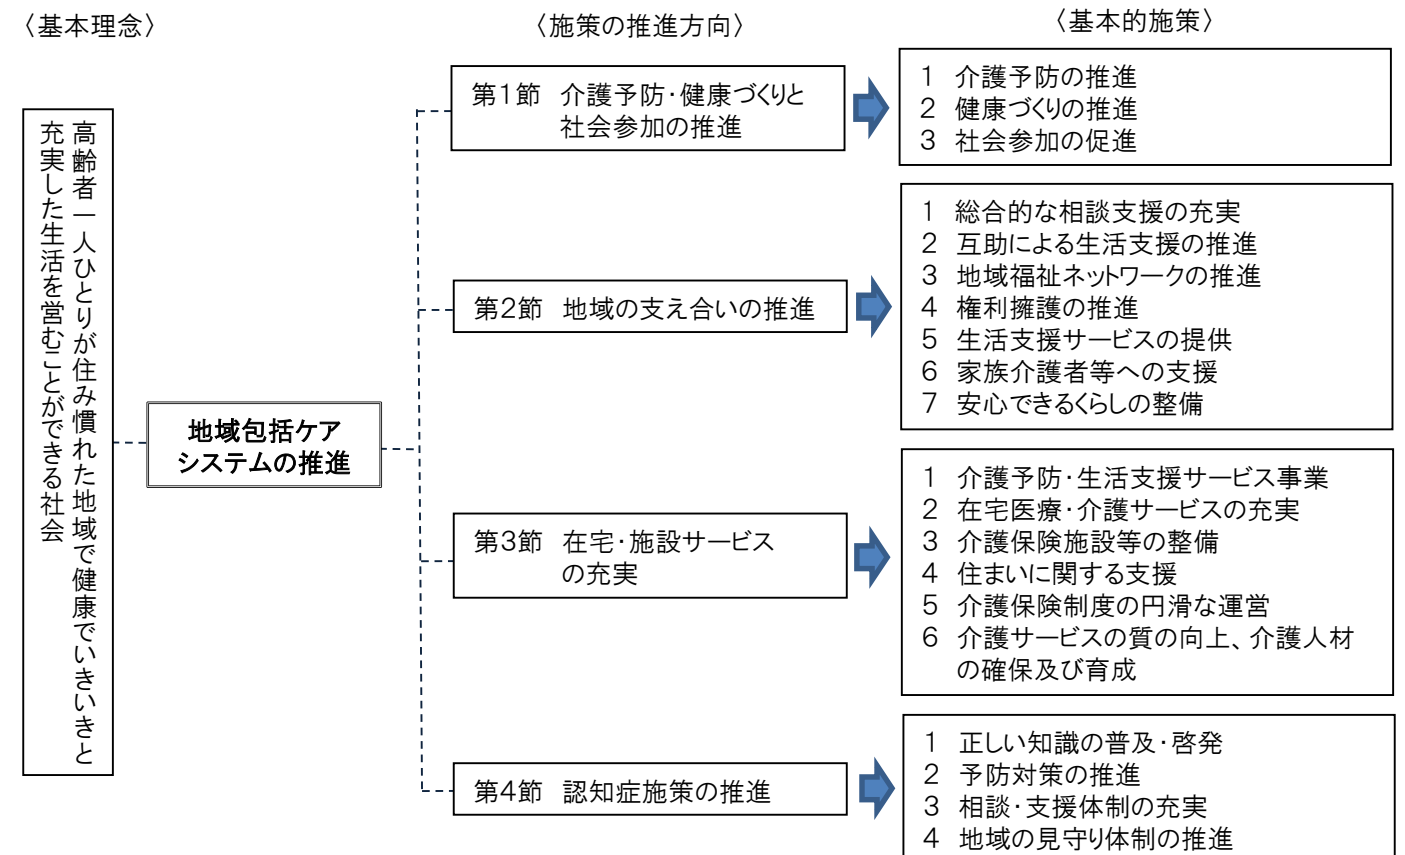 〈基本理念〉
〈施策の推進方向〉
〈基本的施策〉
高齢者一人ひとりが住み慣れた地域で健康でいきいきと
充実した生活を営むことができる社会
地域包括ケア
システムの推進
第1節 介護予防・健康づくりと
社会参加の推進
1 介護予防の推進
2 健康づくりの推進
3 社会参加の促進
第2節 地域の支え合いの推進
1 総合的な相談支援の充実
2 互助による生活支援の推進
3 地域福祉ネットワークの推進
4 権利擁護の推進
5 生活支援サービスの提供
6 家族介護者等への支援
7 安心できるくらしの整備
第3節 在宅・施設サービス
の充実
1 介護予防・生活支援サービス事業
2 在宅医療・介護サービスの充実
3 介護保険施設等の整備
4 住まいに関する支援
5 介護保険制度の円滑な運営
6 介護サービスの質の向上、介護人材
の確保及び育成
第4節 認知症施策の推進
1 正しい知識の普及・啓発
2 予防対策の推進
3 相談・支援体制の充実
4 地域の見守り体制の推進